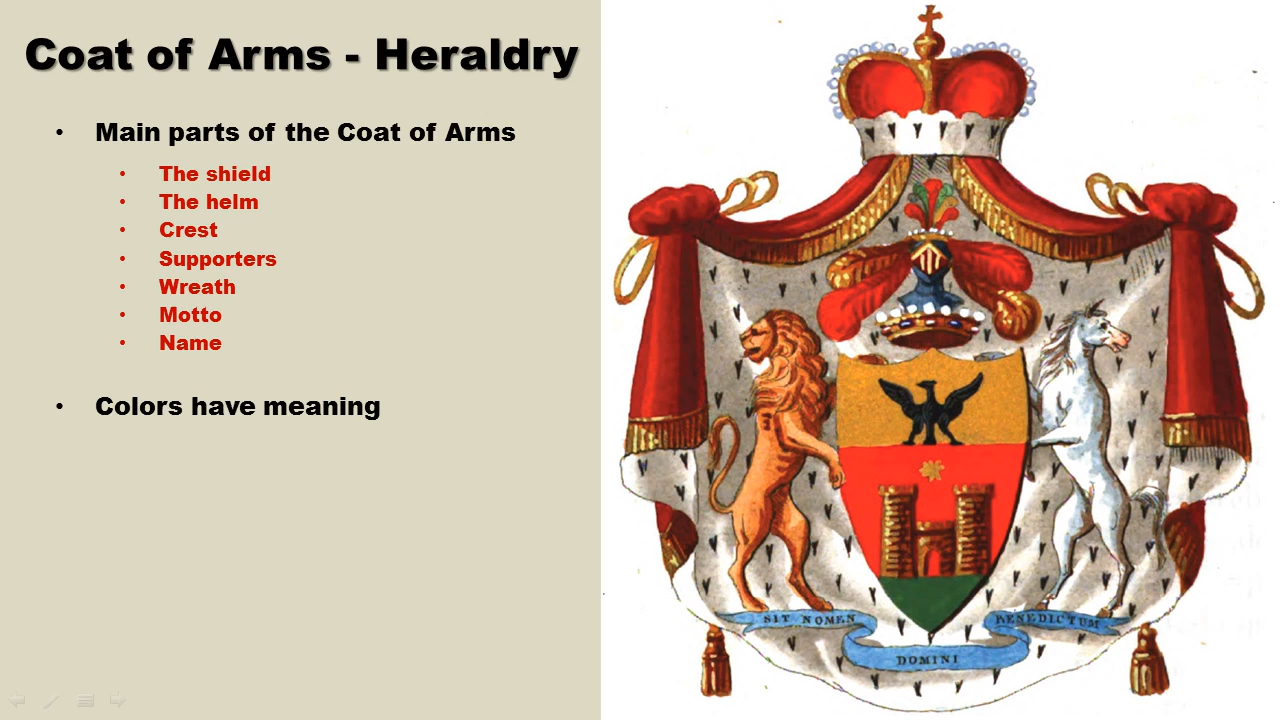 Coat of Arms - Heraldry
• Main parts of the Coat of Arms
• The shield
• The helm
• Crest
• Supporters
• Wreath
• Motto
• Name
• Colors have meaning
SIT NOMEN
DOMINI
BENEDICTUM